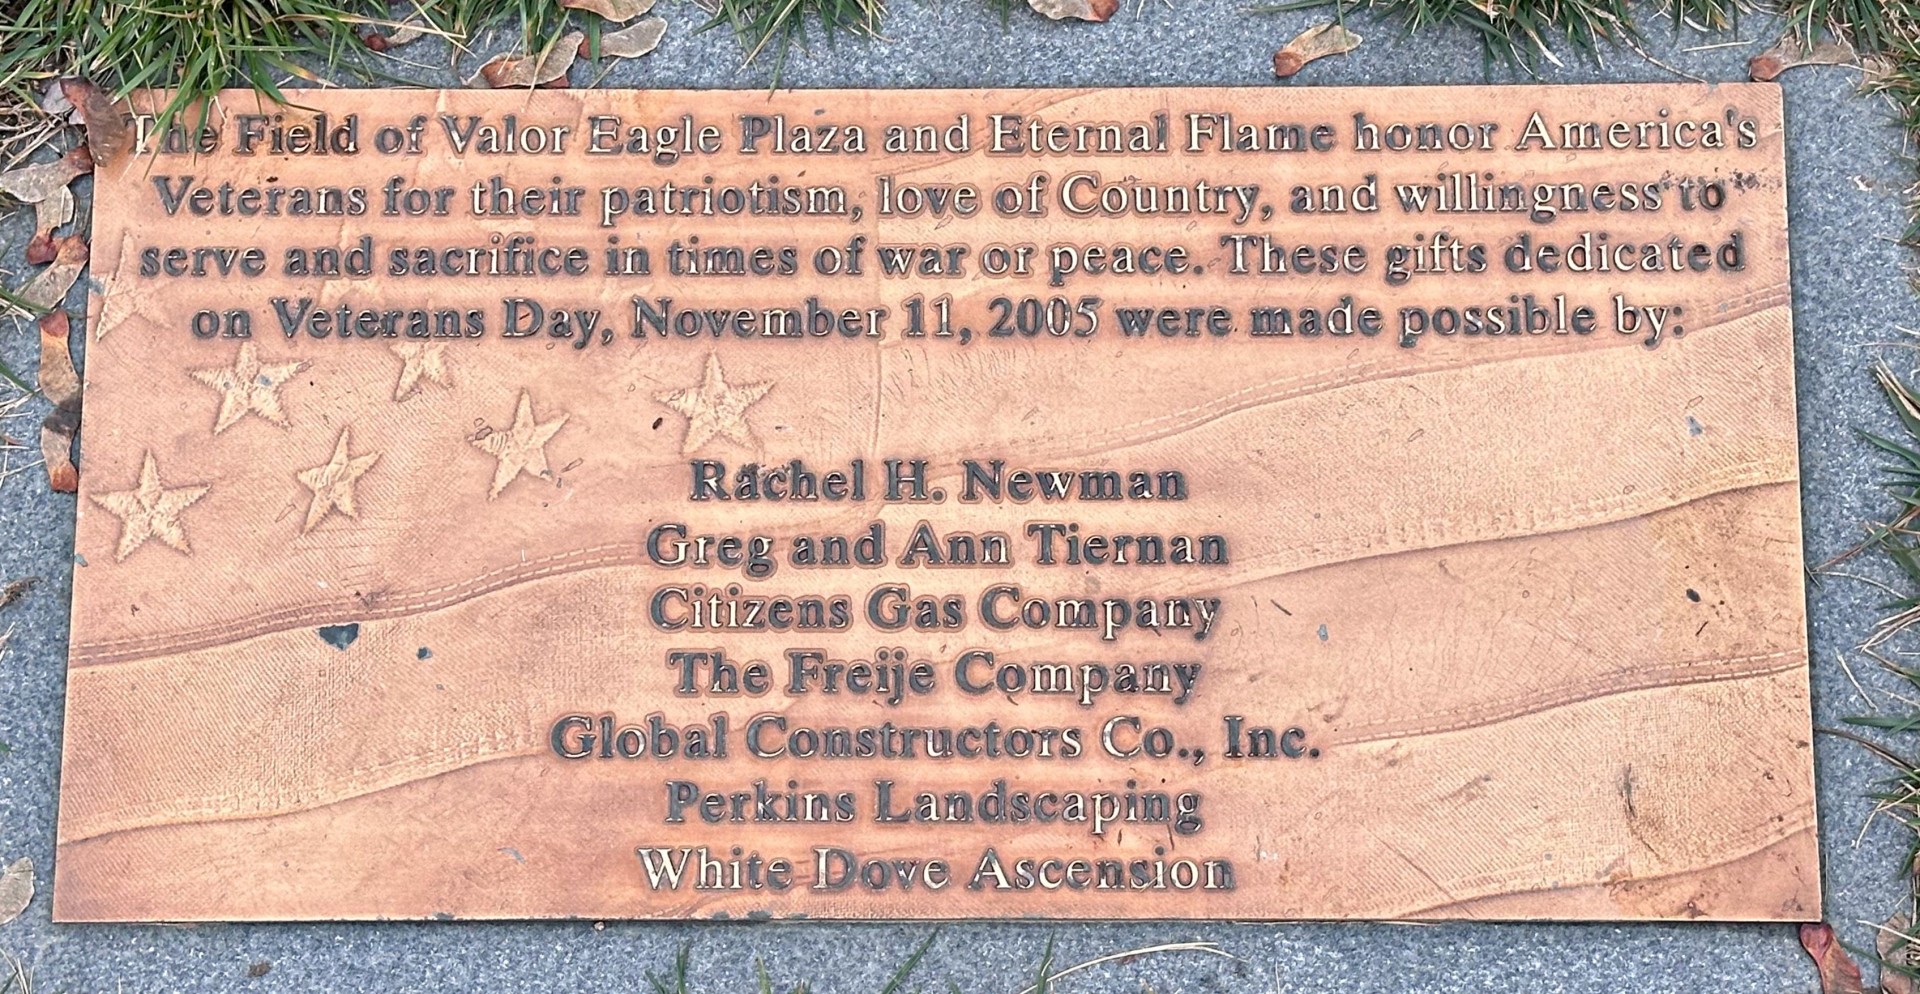 The Field of Valor Eagle Plaza and Eternal Flame honor America's
Veterans for their patriotism, love of Country, and willingness to
serve and sacrifice in times of war or peace. These gifts dedicated
on Veterans Day, November 11, 2005 were made possible by:
Rachel H. Newman
Greg and Ann Tiernan
Citizens Gas Company
The Freije Company
Global Constructors Co., Inc.
Perkins Landscaping
White Dove Ascension